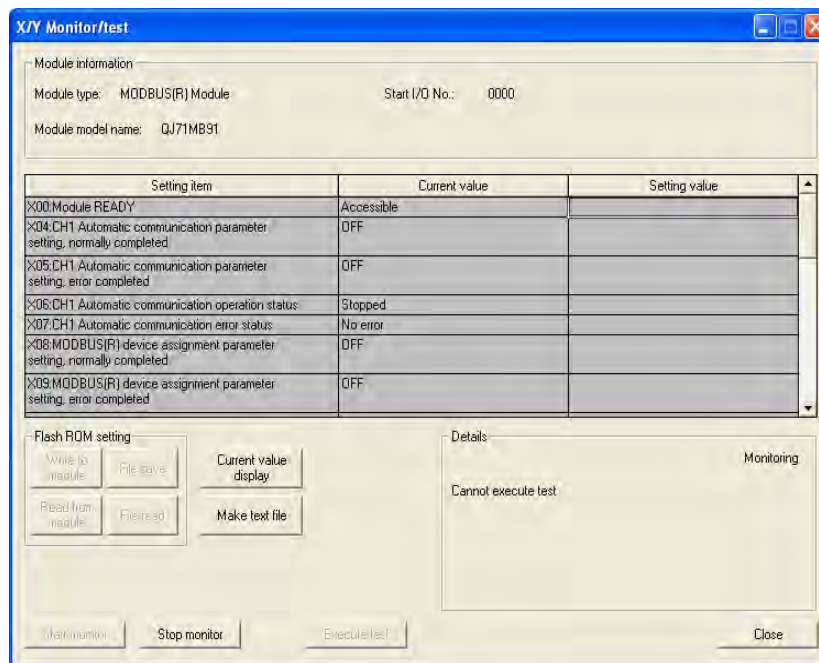 X/Y Monitor/test
Module information
Module type: MODBUS(R) Module Start I/O No.: 0000
Module model name: QJ71MB91
Setting item Current value Setting value
X00:Module READY Accessible
X04:CH1 Automatic communication parameter OFF
setting, normally completed
X05:CH1 Automatic communication parameter OFF
setting, error completed
X06:CH1 Automatic communication operation status Stopped
X07:CH1 Automatic communication error status No error
X08:MODBUS(R) device assignment parameter OFF
setting, normally completed
X09:MODBUS(R) device assignment parameter OFF
setting, error completed
Flash ROM setting
Write to
module
File save
Current value
display
Read from
module
File read
Make text file
Details
Monitoring
Cannot execute test
Start monitor Stop monitor Execute test Close